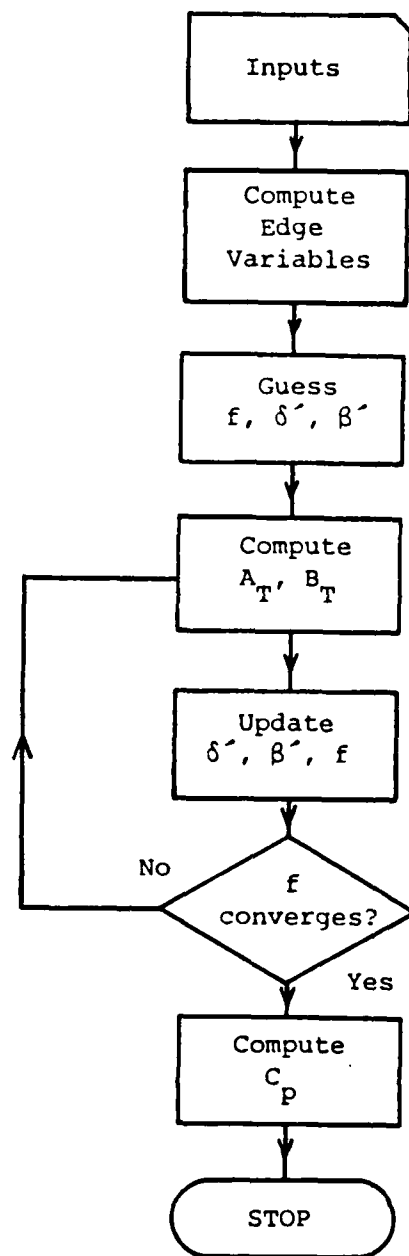 Inputs
Compute
Edge
Variables
Guess
f, δ´, β´
Compute
A_T, B_T
Update
δ´, β´, f
No
f
converges?
Yes
Compute
C_p
STOP